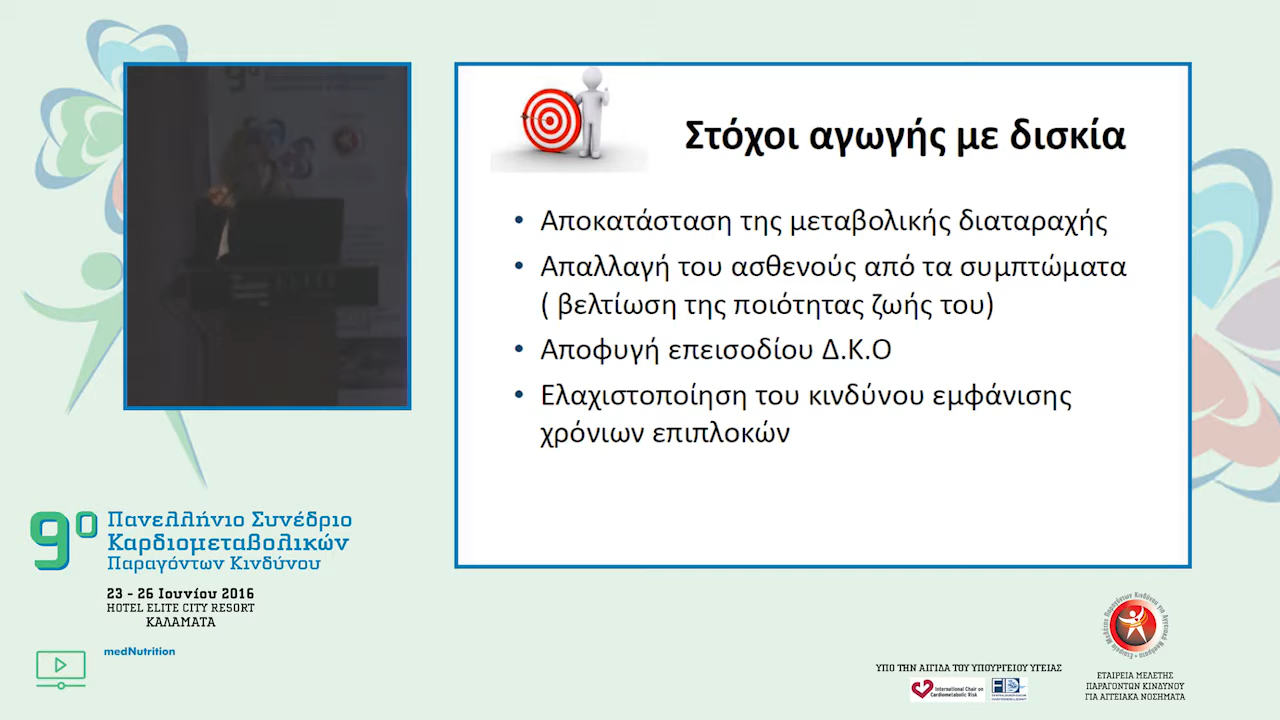 Στόχοι αγωγής με δισκία
• Αποκατάσταση της μεταβολικής διαταραχής
• Απαλλαγή του ασθενούς από τα συμπτώματα
( βελτίωση της ποιότητας ζωής του)
• Αποφυγή επεισοδίου Δ.Κ.Ο
• Ελαχιστοποίηση του κινδύνου εμφάνισης
χρόνιων επιπλοκών
9ο Πανελλήνιο Συνέδριο
Καρδιομεταβολικών
Παραγόντων Κινδύνου
23 - 26 Ιουνίου 2016
HOTEL ELITE CITY RESORT
ΚΑΛΑΜΑΤΑ
medNutrition
ΥΠΟ ΤΗΝ ΑΙΓΙΔΑ ΤΟΥ ΥΠΟΥΡΓΕΙΟΥ ΥΓΕΙΑΣ
International Chair on
Cardiometabolic Risk
ΕΤΑΙΡΕΙΑ ΜΕΛΕΤΗΣ
ΠΑΡΑΓΟΝΤΩΝ ΚΙΝΔΥΝΟΥ
ΓΙΑ ΑΓΓΕΙΑΚΑ ΝΟΣΗΜΑΤΑ